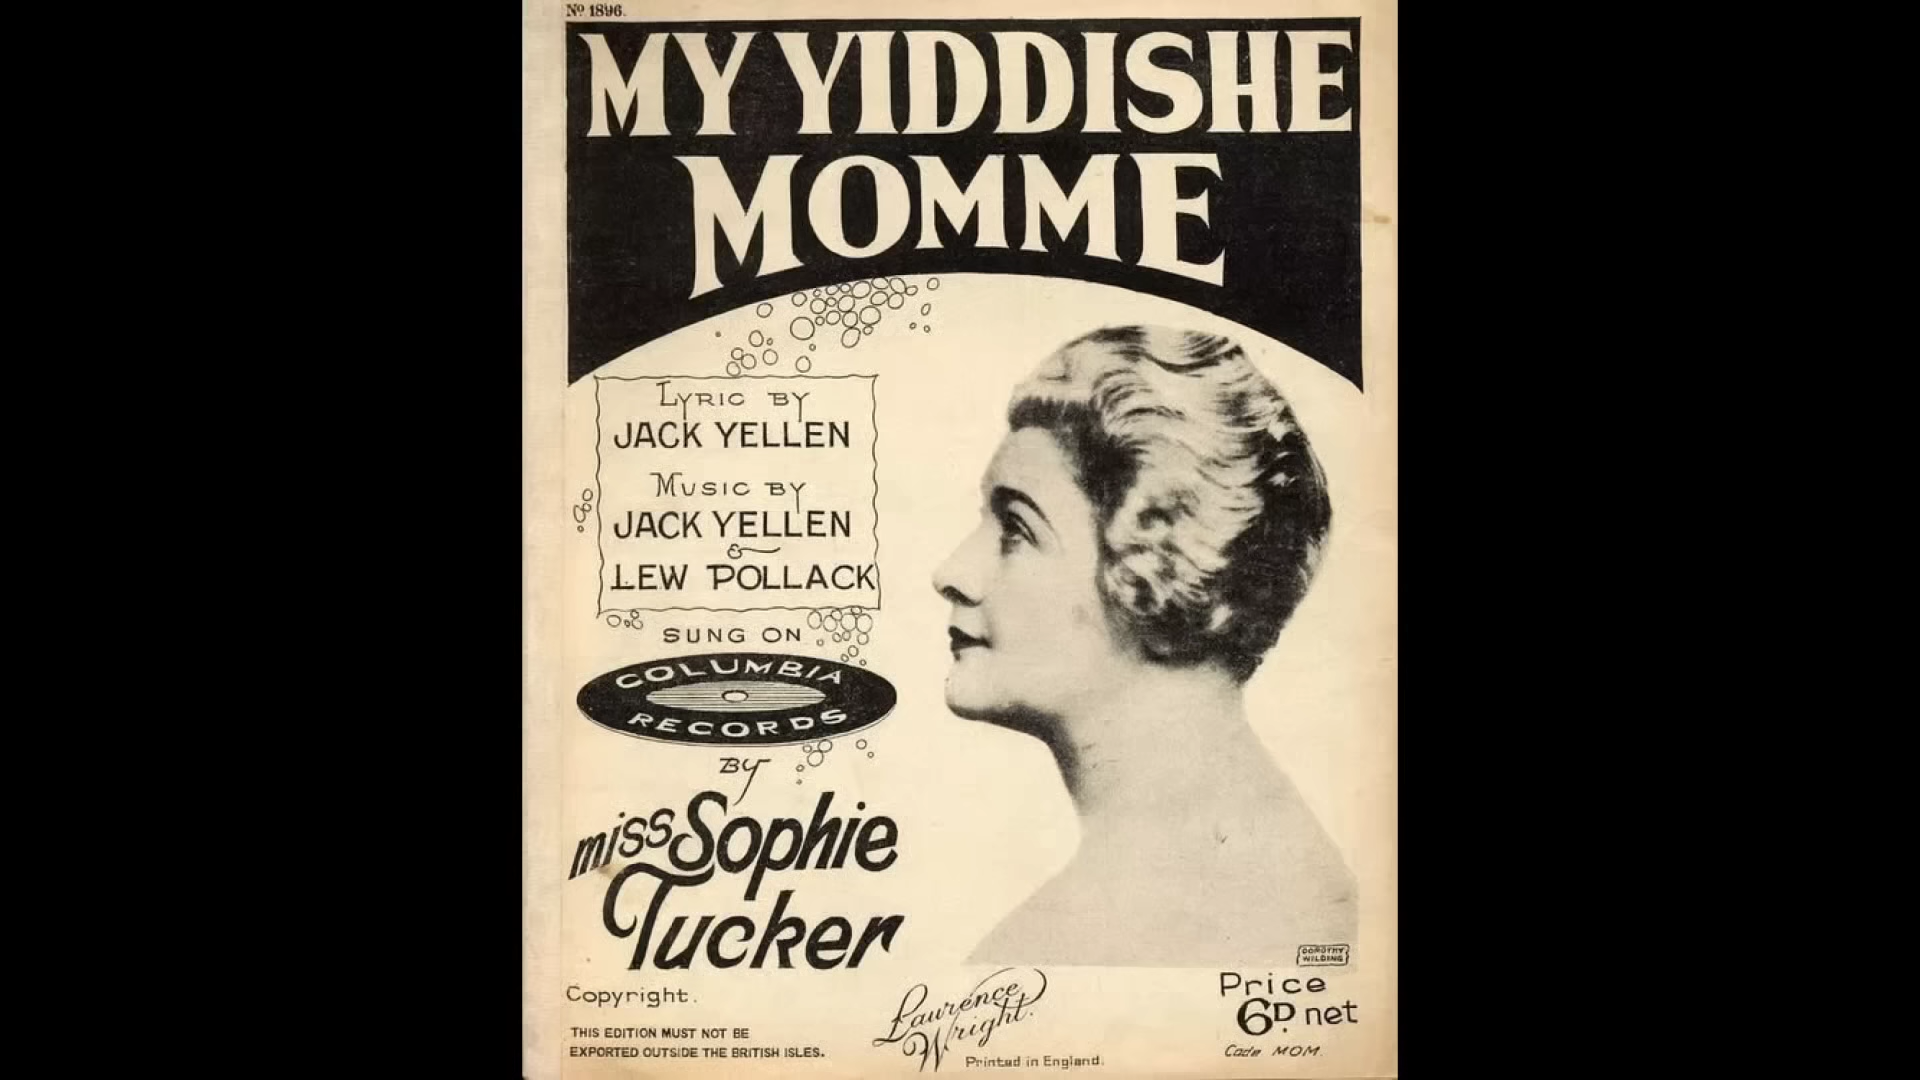 No 1896.
MY YIDDISHE
MOMME
LYRIC BY
JACK YELLEN
MUSIC BY
JACK YELLEN
&
LEW POLLACK
SUNG ON
COLUMBIA
RECORDS
BY
miss Sophie
Tucker
DOROTHY
WILDING
Copyright.
THIS EDITION MUST NOT BE
EXPORTED OUTSIDE THE BRITISH ISLES.
Lawrence
Wright.
Printed in England.
Price
6D. net
Code MOM.